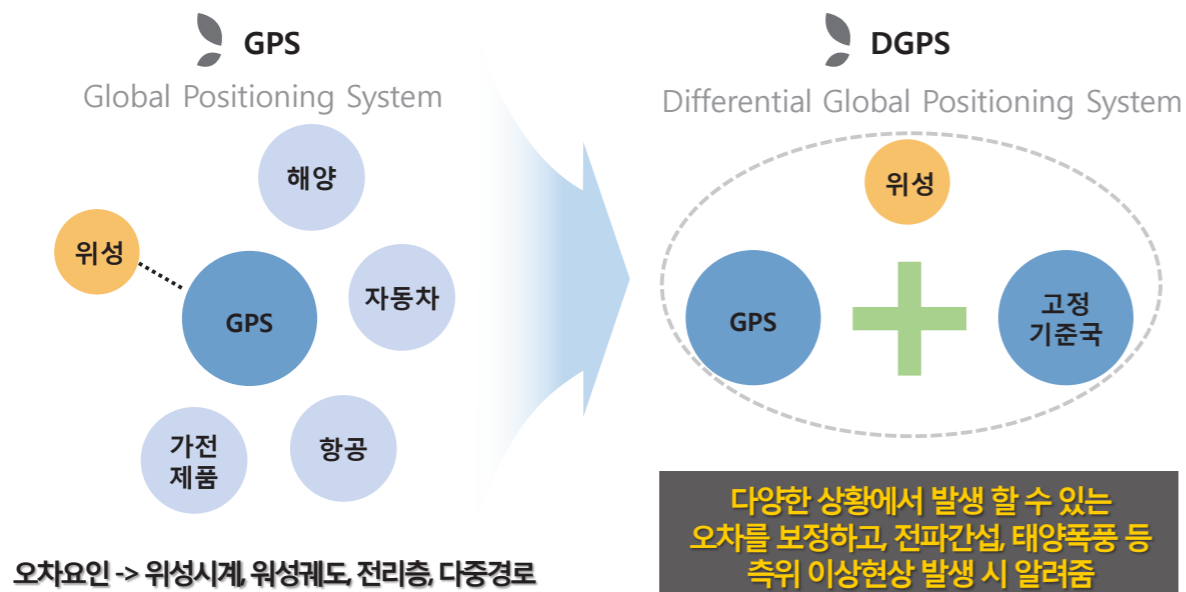 GPS
Global Positioning System
해양
위성
GPS
자동차
가전
제품
항공
오차요인 -> 위성시계, 워성궤도, 전리층, 다중경로
DGPS
Differential Global Positioning System
위성
GPS
고정
기준국
다양한 상황에서 발생 할 수 있는
오차를 보정하고, 전파간섭, 태양폭풍 등
측위 이상현상 발생 시 알려줌